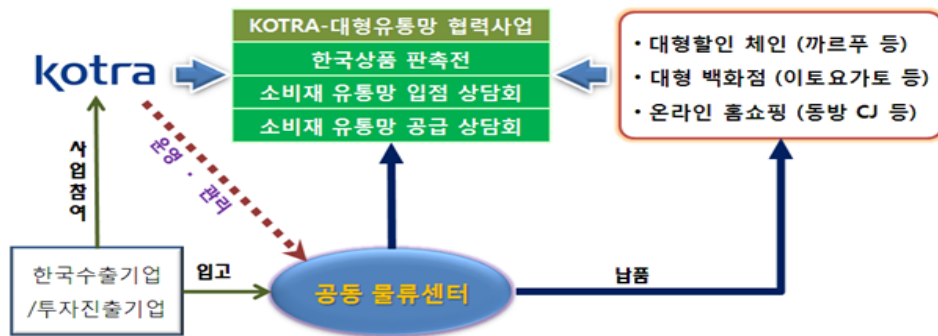 KOTRA-대형유통망 협력사업
한국상품 판촉전
소비재 유통망 입점 상담회
소비재 유통망 공급 상담회
kotra
· 대형할인 체인 (까르푸 등)
· 대형 백화점 (이토요가토 등)
· 온라인 홈쇼핑 (동방 CJ 등)
사업참여
운영 · 관리
한국수출기업
/투자진출기업
입고
공동 물류센터
납품